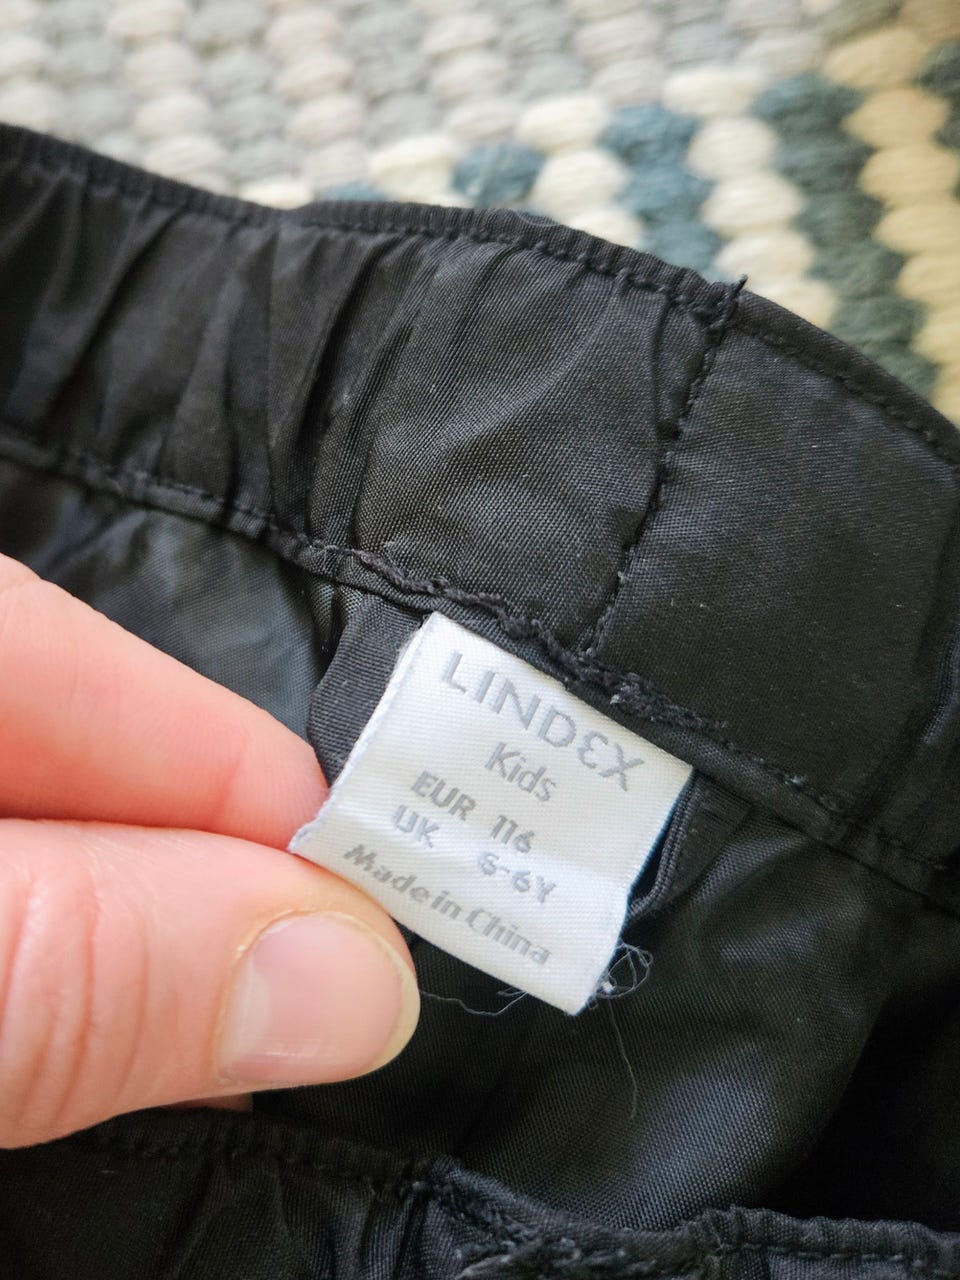 LINDEX
Kids
EUR 116
UK 5-6Y
Made in China